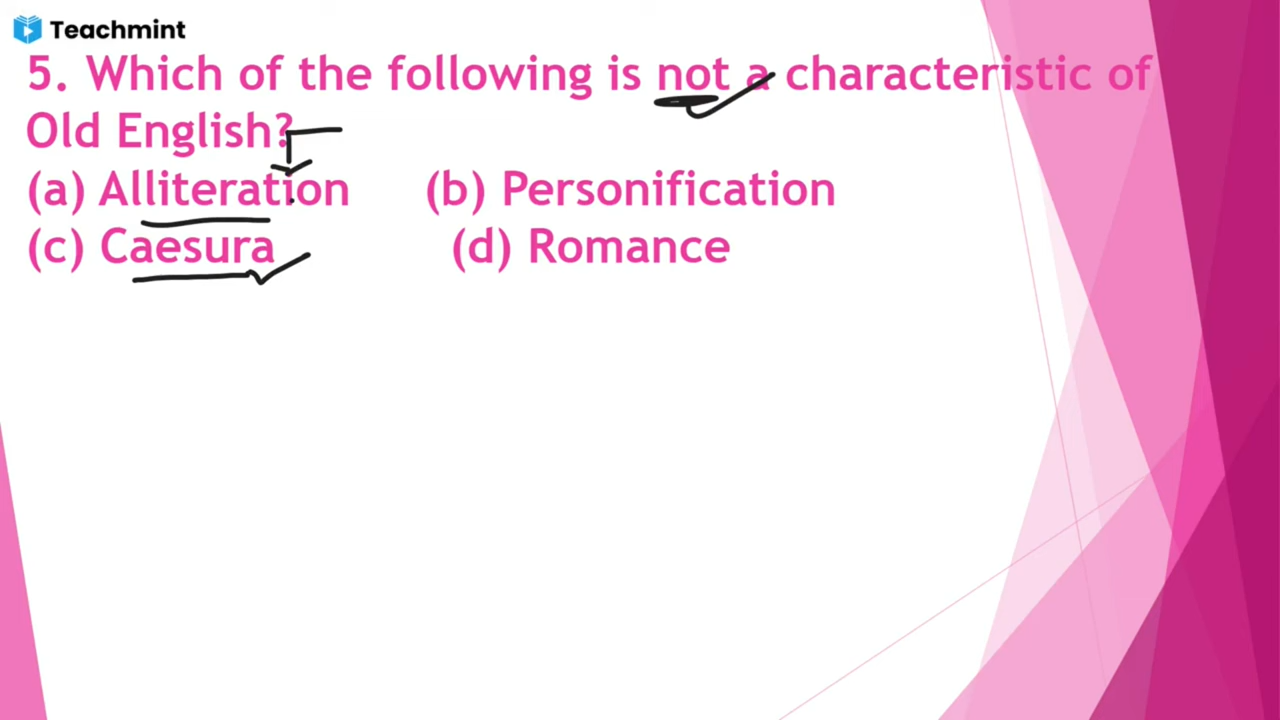 Teachmint
5. Which of the following is not a characteristic of
Old English?
(a) Alliteration (b) Personification
(c) Caesura (d) Romance